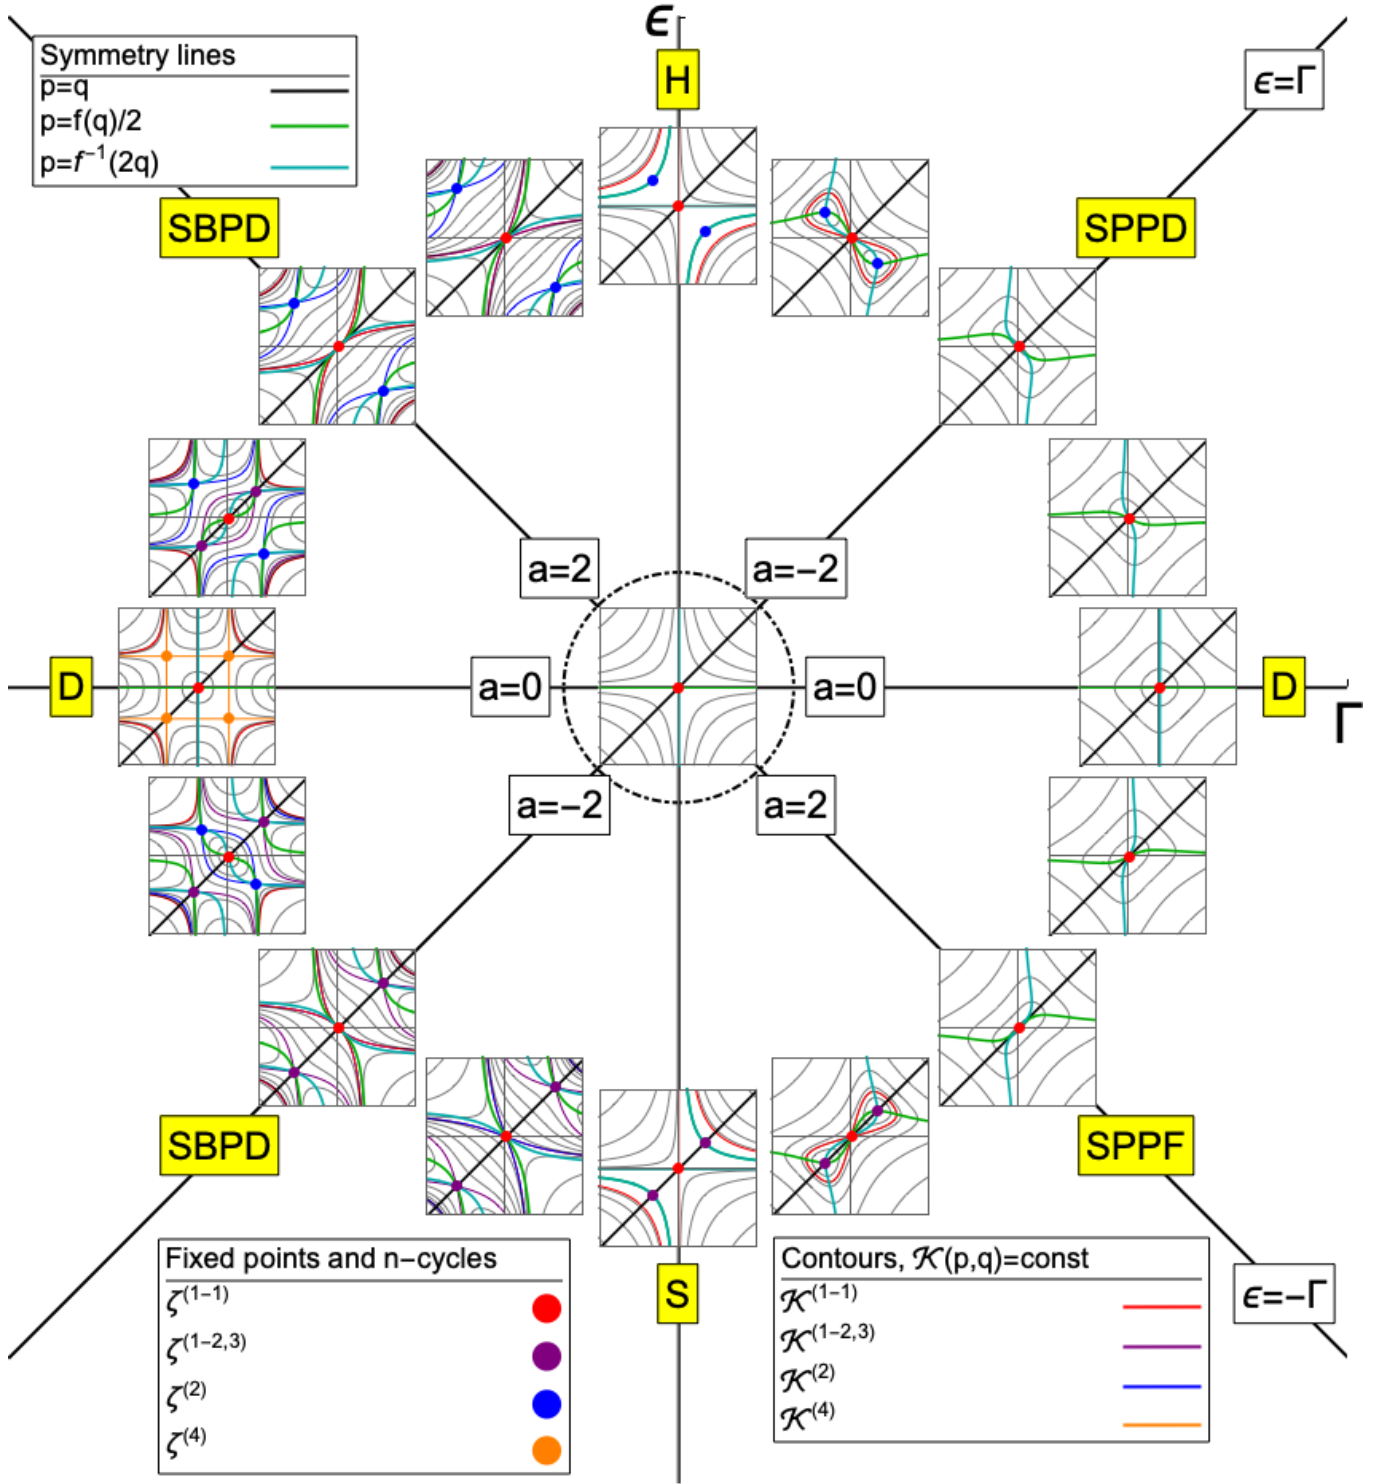 ϵ
H
Symmetry lines
p=q
p=f(q)/2
p=f⁻¹(2q)
ϵ=Γ
SBPD
SPPD
a=2
a=−2
D
a=0
a=0
D
Γ
a=−2
a=2
SBPD
SPPF
S
ϵ=−Γ
Fixed points and n−cycles
ζ⁽¹⁻¹⁾
ζ⁽¹⁻²,³⁾
ζ⁽²⁾
ζ⁽⁴⁾
Contours, 𝒦(p,q)=const
𝒦⁽¹⁻¹⁾
𝒦⁽¹⁻²,³⁾
𝒦⁽²⁾
𝒦⁽⁴⁾